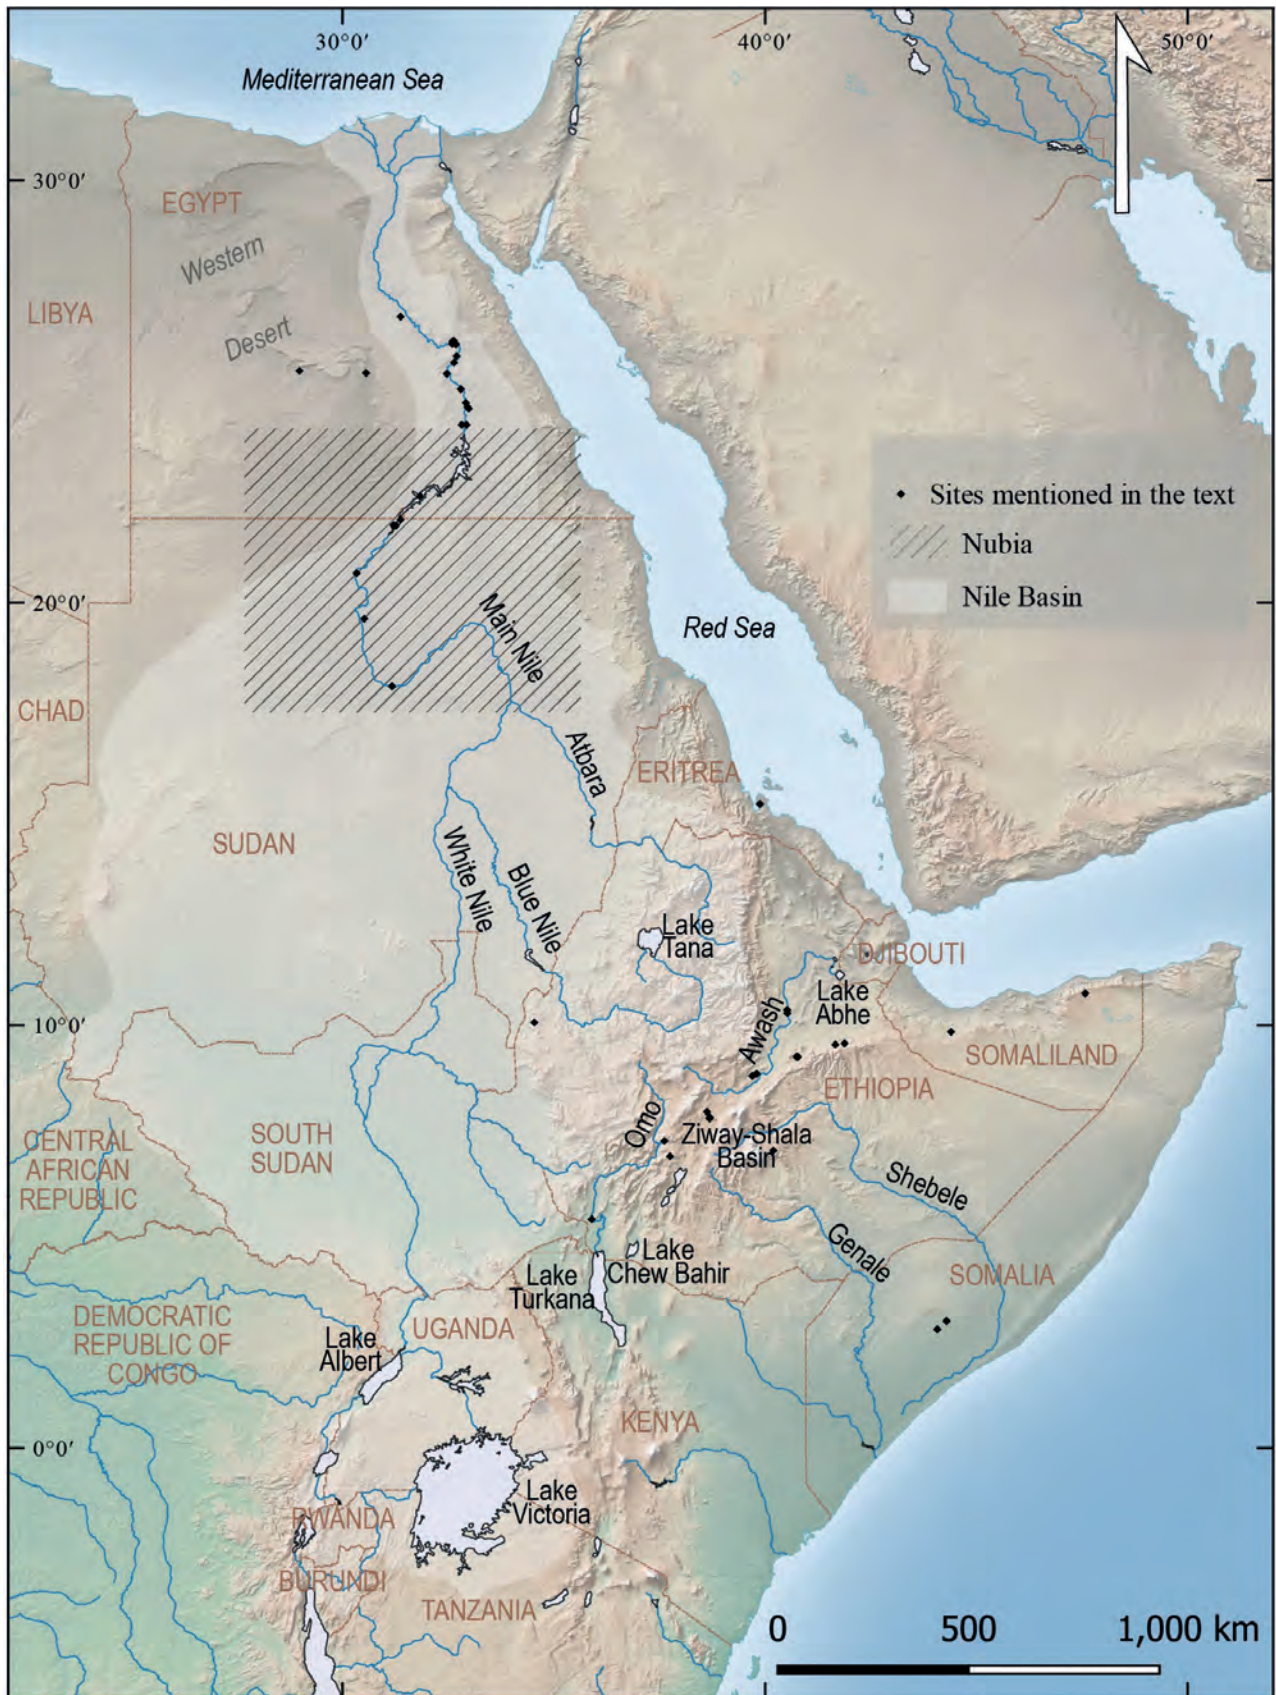 30°0′
40°0′
50°0′
Mediterranean Sea
30°0′
EGYPT
Western
Desert
LIBYA
Sites mentioned in the text
Nubia
Nile Basin
20°0′
Main Nile
Red Sea
CHAD
Atbara
ERITREA
SUDAN
White Nile
Blue Nile
Lake
Tana
DJIBOUTI
Lake
Abhe
Awash
10°0′
SOMALILAND
ETHIOPIA
Omo
Ziway-Shala
Basin
CENTRAL
AFRICAN
REPUBLIC
SOUTH
SUDAN
Shebele
Genale
Lake
Chew Bahir
SOMALIA
Lake
Turkana
DEMOCRATIC
REPUBLIC OF
CONGO
UGANDA
Lake
Albert
KENYA
0°0′
Lake
Victoria
RWANDA
BURUNDI
TANZANIA
0 500 1,000 km